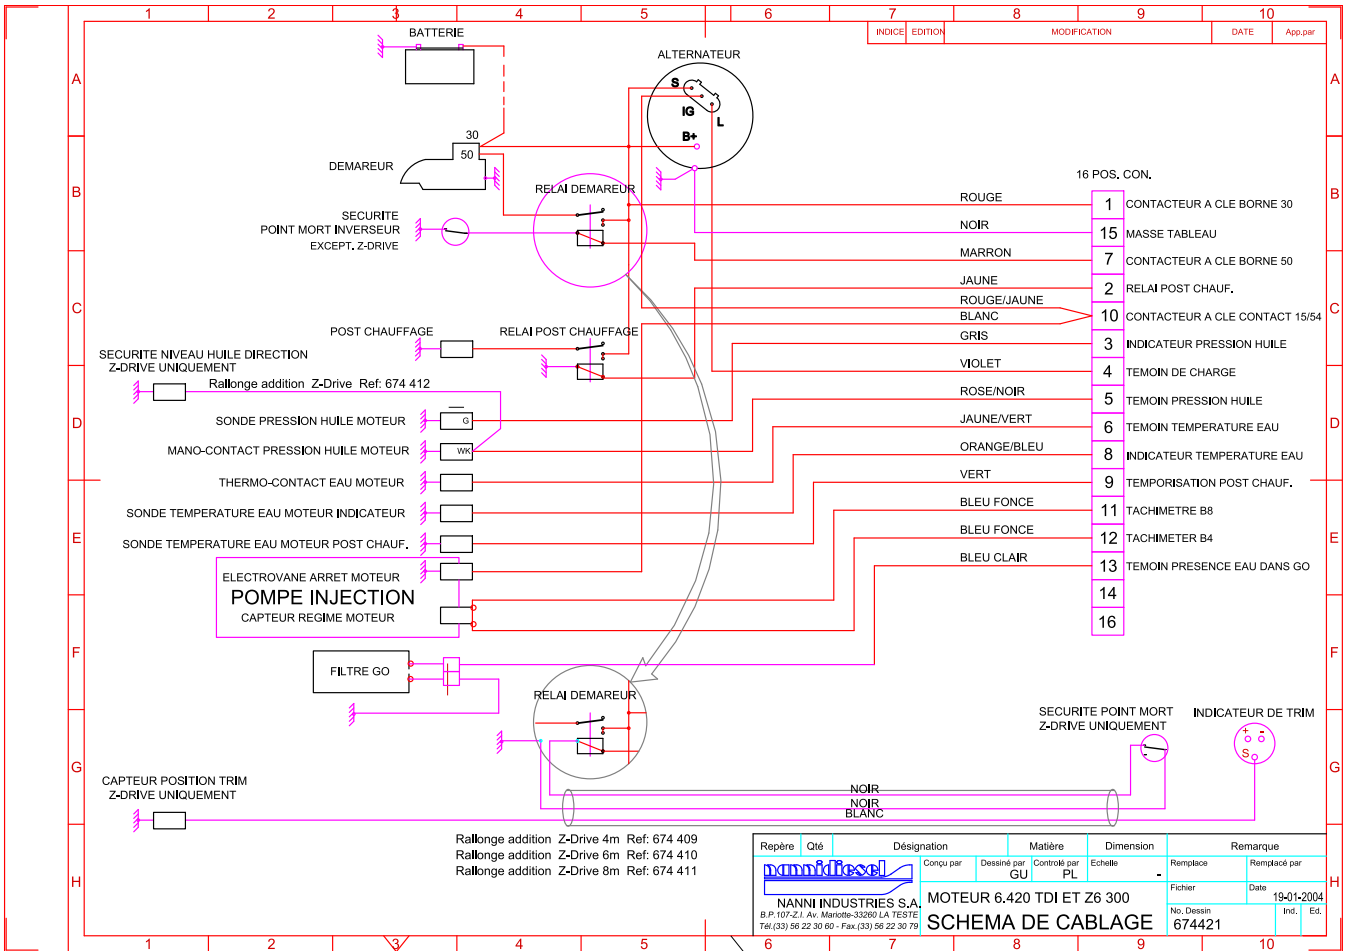 1 2 3 4 5 6 7 8 9 10
INDICE EDITION MODIFICATION DATE App.par
A A
B B
C C
D D
E E
F F
G G
H H
BATTERIE
ALTERNATEUR
S
IG
L
B+
30
50
DEMAREUR
RELAI DEMAREUR
SECURITE
POINT MORT INVERSEUR
EXCEPT. Z-DRIVE
16 POS. CON.
ROUGE 1 CONTACTEUR A CLE BORNE 30
NOIR 15 MASSE TABLEAU
MARRON 7 CONTACTEUR A CLE BORNE 50
JAUNE 2 RELAI POST CHAUF.
ROUGE/JAUNE
BLANC 10 CONTACTEUR A CLE CONTACT 15/54
GRIS 3 INDICATEUR PRESSION HUILE
VIOLET 4 TEMOIN DE CHARGE
ROSE/NOIR 5 TEMOIN PRESSION HUILE
JAUNE/VERT 6 TEMOIN TEMPERATURE EAU
ORANGE/BLEU 8 INDICATEUR TEMPERATURE EAU
VERT 9 TEMPORISATION POST CHAUF.
BLEU FONCE 11 TACHIMETRE B8
BLEU FONCE 12 TACHIMETER B4
BLEU CLAIR 13 TEMOIN PRESENCE EAU DANS GO
14
16
POST CHAUFFAGE
RELAI POST CHAUFFAGE
SECURITE NIVEAU HUILE DIRECTION
Z-DRIVE UNIQUEMENT
Rallonge addition Z-Drive Ref: 674 412
SONDE PRESSION HUILE MOTEUR G
MANO-CONTACT PRESSION HUILE MOTEUR WK
THERMO-CONTACT EAU MOTEUR
SONDE TEMPERATURE EAU MOTEUR INDICATEUR
SONDE TEMPERATURE EAU MOTEUR POST CHAUF.
ELECTROVANE ARRET MOTEUR
POMPE INJECTION
CAPTEUR REGIME MOTEUR
FILTRE GO
RELAI DEMAREUR
SECURITE POINT MORT
Z-DRIVE UNIQUEMENT
INDICATEUR DE TRIM
+ -
S
CAPTEUR POSITION TRIM
Z-DRIVE UNIQUEMENT
NOIR
NOIR
BLANC
Rallonge addition Z-Drive 4m Ref: 674 409
Rallonge addition Z-Drive 6m Ref: 674 410
Rallonge addition Z-Drive 8m Ref: 674 411
Repère Qté Désignation Matière Dimension Remarque
nannidiesel
NANNI INDUSTRIES S.A.
B.P.107-Z.I. Av. Mariotte-33260 LA TESTE
Tél.(33) 56 22 30 60 - Fax.(33) 56 22 30 79
Conçu par Dessiné par Controlé par Echelle Remplace Remplacé par
GU PL -
MOTEUR 6.420 TDI ET Z6 300
SCHEMA DE CABLAGE
Fichier Date
19-01-2004
No. Dessin Ind. Ed.
674421
1 2 3 4 5 6 7 8 9 10